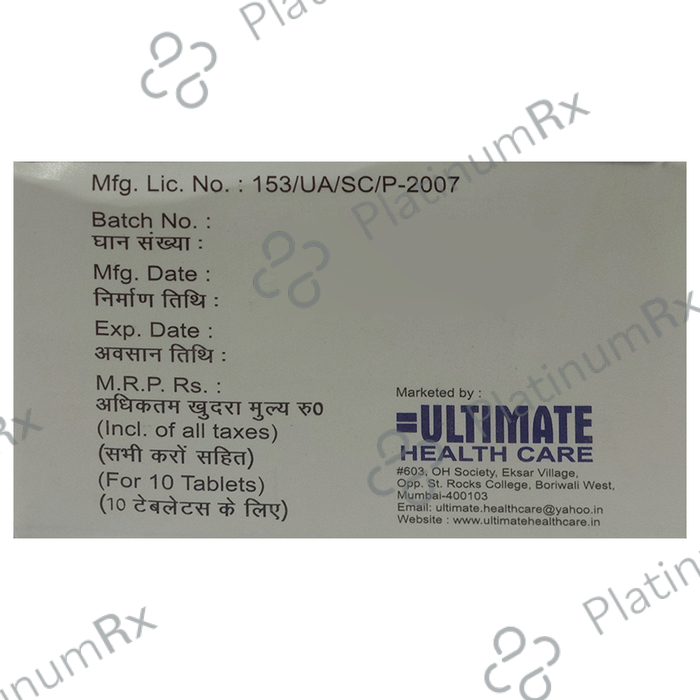 PlatinumRx
Mfg. Lic. No. : 153/UA/SC/P-2007
Batch No. :
घान संख्या :
Mfg. Date :
निर्माण तिथि :
Exp. Date :
अवसान तिथि :
M.R.P. Rs. :
अधिकतम खुदरा मुल्य रु0
(Incl. of all taxes)
(सभी करों सहित)
(For 10 Tablets)
(10 टेबलेटस के लिए)
Marketed by :
ULTIMATE
HEALTH CARE
#603, OH Society, Eksar Village,
Opp. St. Rocks College, Boriwali West,
Mumbai-400103
Email: ultimate.healthcare@yahoo.in
Website : www.ultimatehealthcare.in